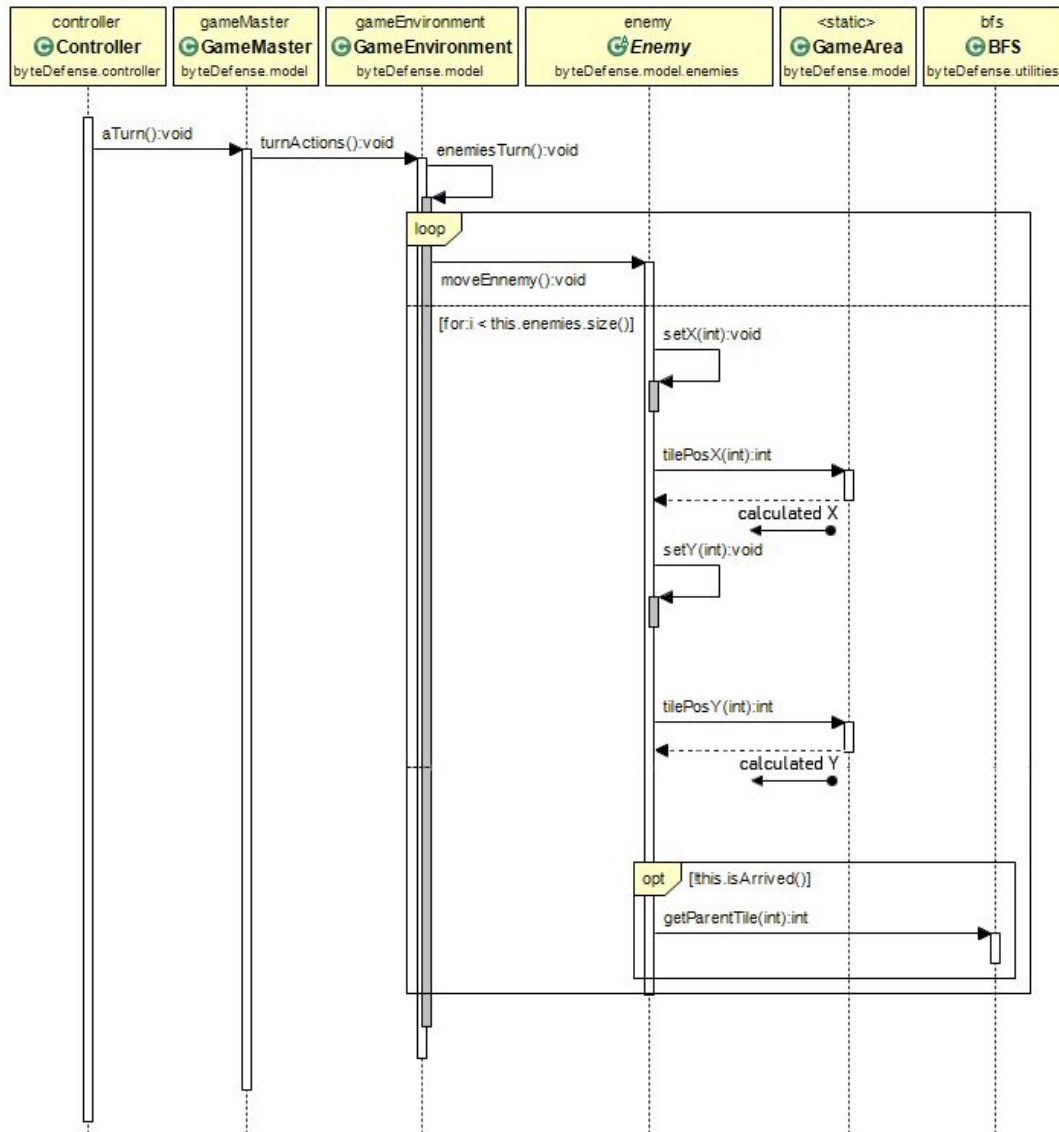 controller
Controller
byteDefense.controller
gameMaster
GameMaster
byteDefense.model
gameEnvironment
GameEnvironment
byteDefense.model
enemy
Enemy
byteDefense.model.enemies
<static>
GameArea
byteDefense.model
bfs
BFS
byteDefense.utilities
aTurn():void
turnActions():void
enemiesTurn():void
loop
moveEnnemy():void
[for:i < this.enemies.size()]
setX(int):void
tilePosX(int):int
calculated X
setY(int):void
tilePosY(int):int
calculated Y
opt
[!this.isArrived()]
getParentTile(int):int